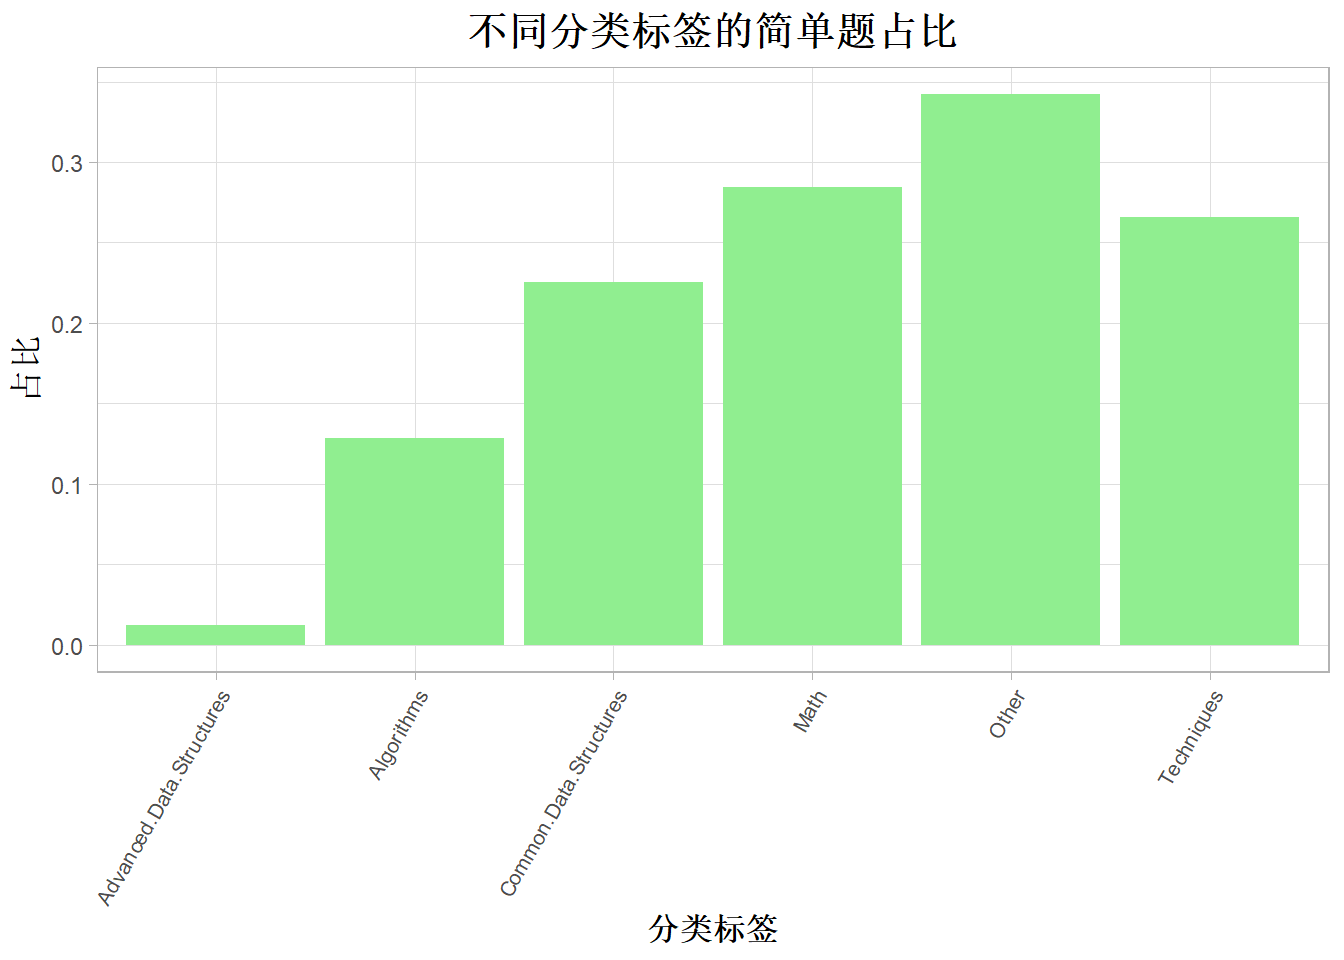 不同分类标签的简单题占比
占比
0.3
0.2
0.1
0.0
Advanced.Data.Structures
Algorithms
Common.Data.Structures
Math
Other
Techniques
分类标签